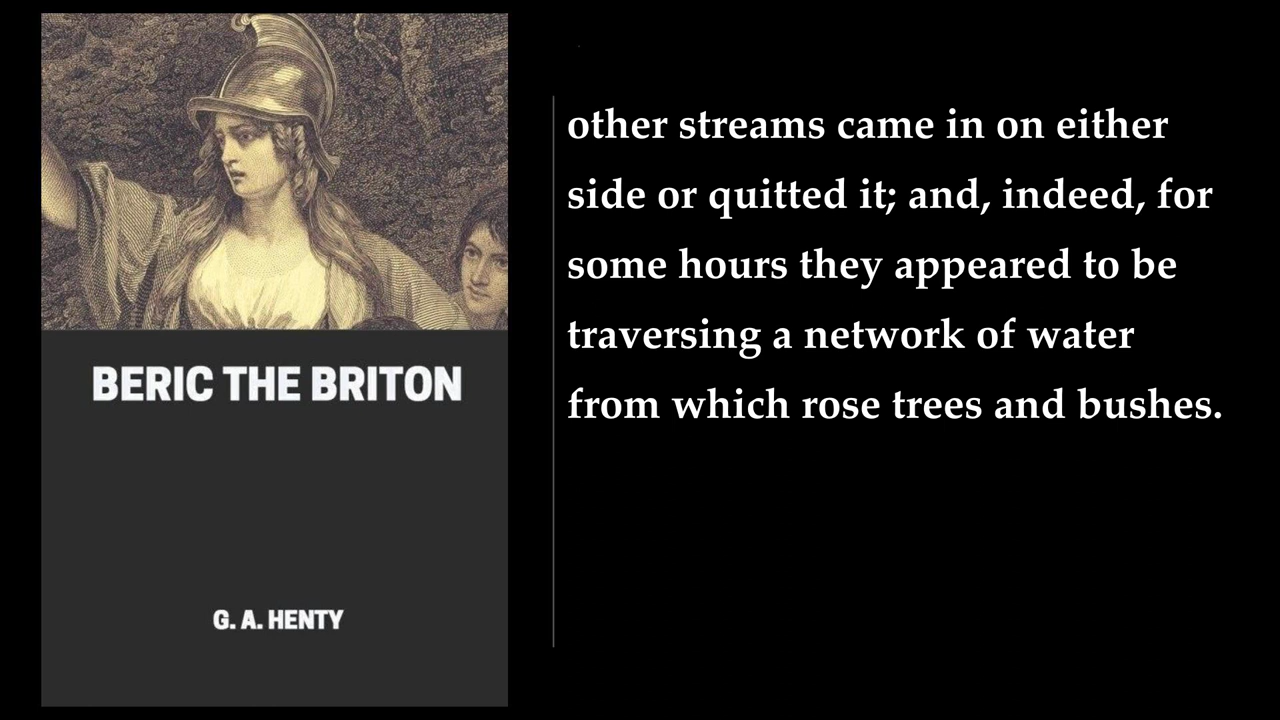 BERIC THE BRITON
G. A. HENTY
other streams came in on either
side or quitted it; and, indeed, for
some hours they appeared to be
traversing a network of water
from which rose trees and bushes.